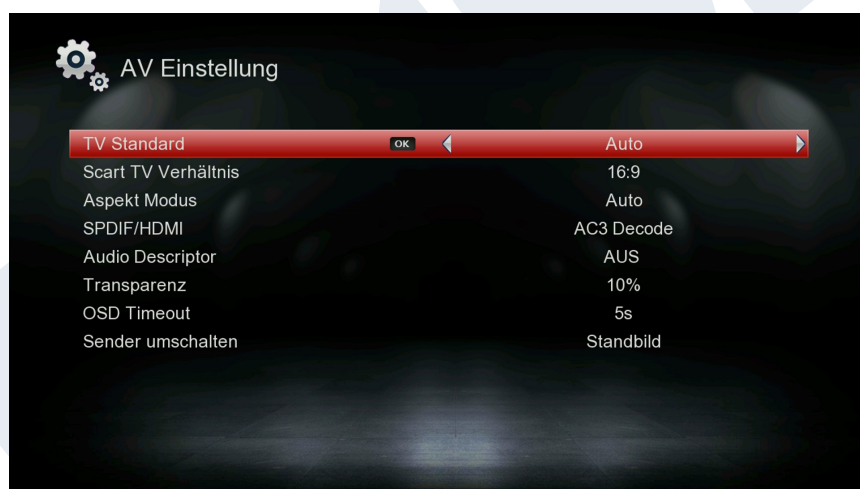 AV Einstellung
TV Standard OK Auto
Scart TV Verhältnis 16:9
Aspekt Modus Auto
SPDIF/HDMI AC3 Decode
Audio Descriptor AUS
Transparenz 10%
OSD Timeout 5s
Sender umschalten Standbild